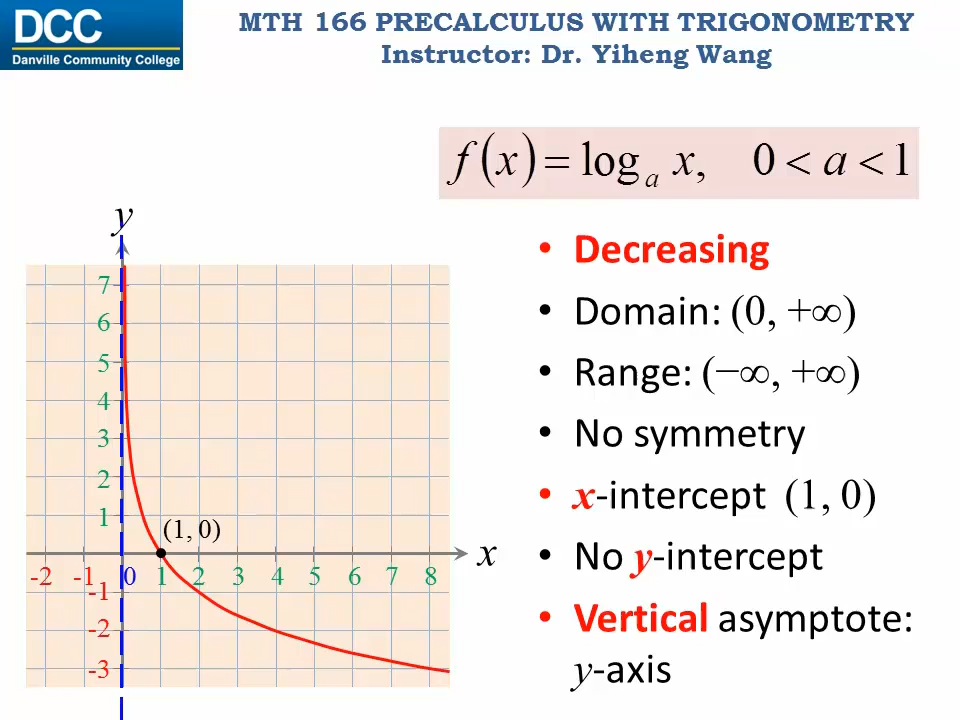 DCC
Danville Community College
MTH 166 PRECALCULUS WITH TRIGONOMETRY
Instructor: Dr. Yiheng Wang
f(x) = logₐ x, 0 < a < 1
y
7
6
5
4
3
2
1
(1, 0)
x
-2 -1 0 1 2 3 4 5 6 7 8
-1
-2
-3
• Decreasing
• Domain: (0, +∞)
• Range: (−∞, +∞)
• No symmetry
• x-intercept (1, 0)
• No y-intercept
• Vertical asymptote:
y-axis